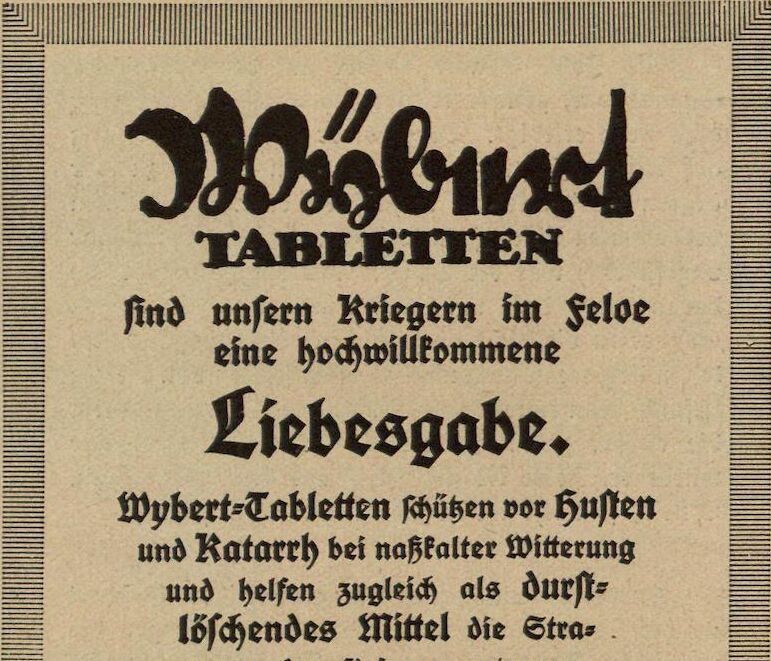 Wÿbert
TABLETTEN
sind unsern Kriegern im Felde
eine hochwillkommene
Liebesgabe.
Wybert-Tabletten schützen vor Husten
und Katarrh bei naßkalter Witterung
und helfen zugleich als durst-
löschendes Mittel die Stra-